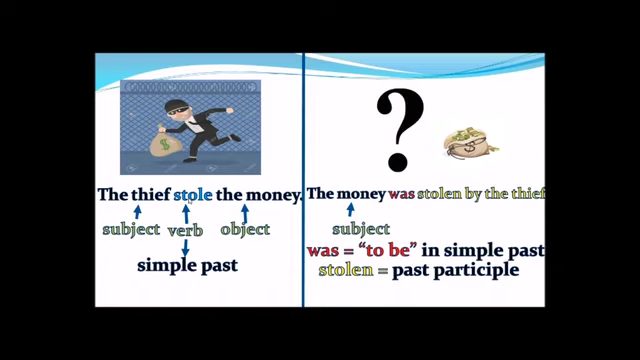 The thief stole the money.
subject verb object
simple past
?
The money was stolen by the thief
subject
was = “to be” in simple past
stolen = past participle